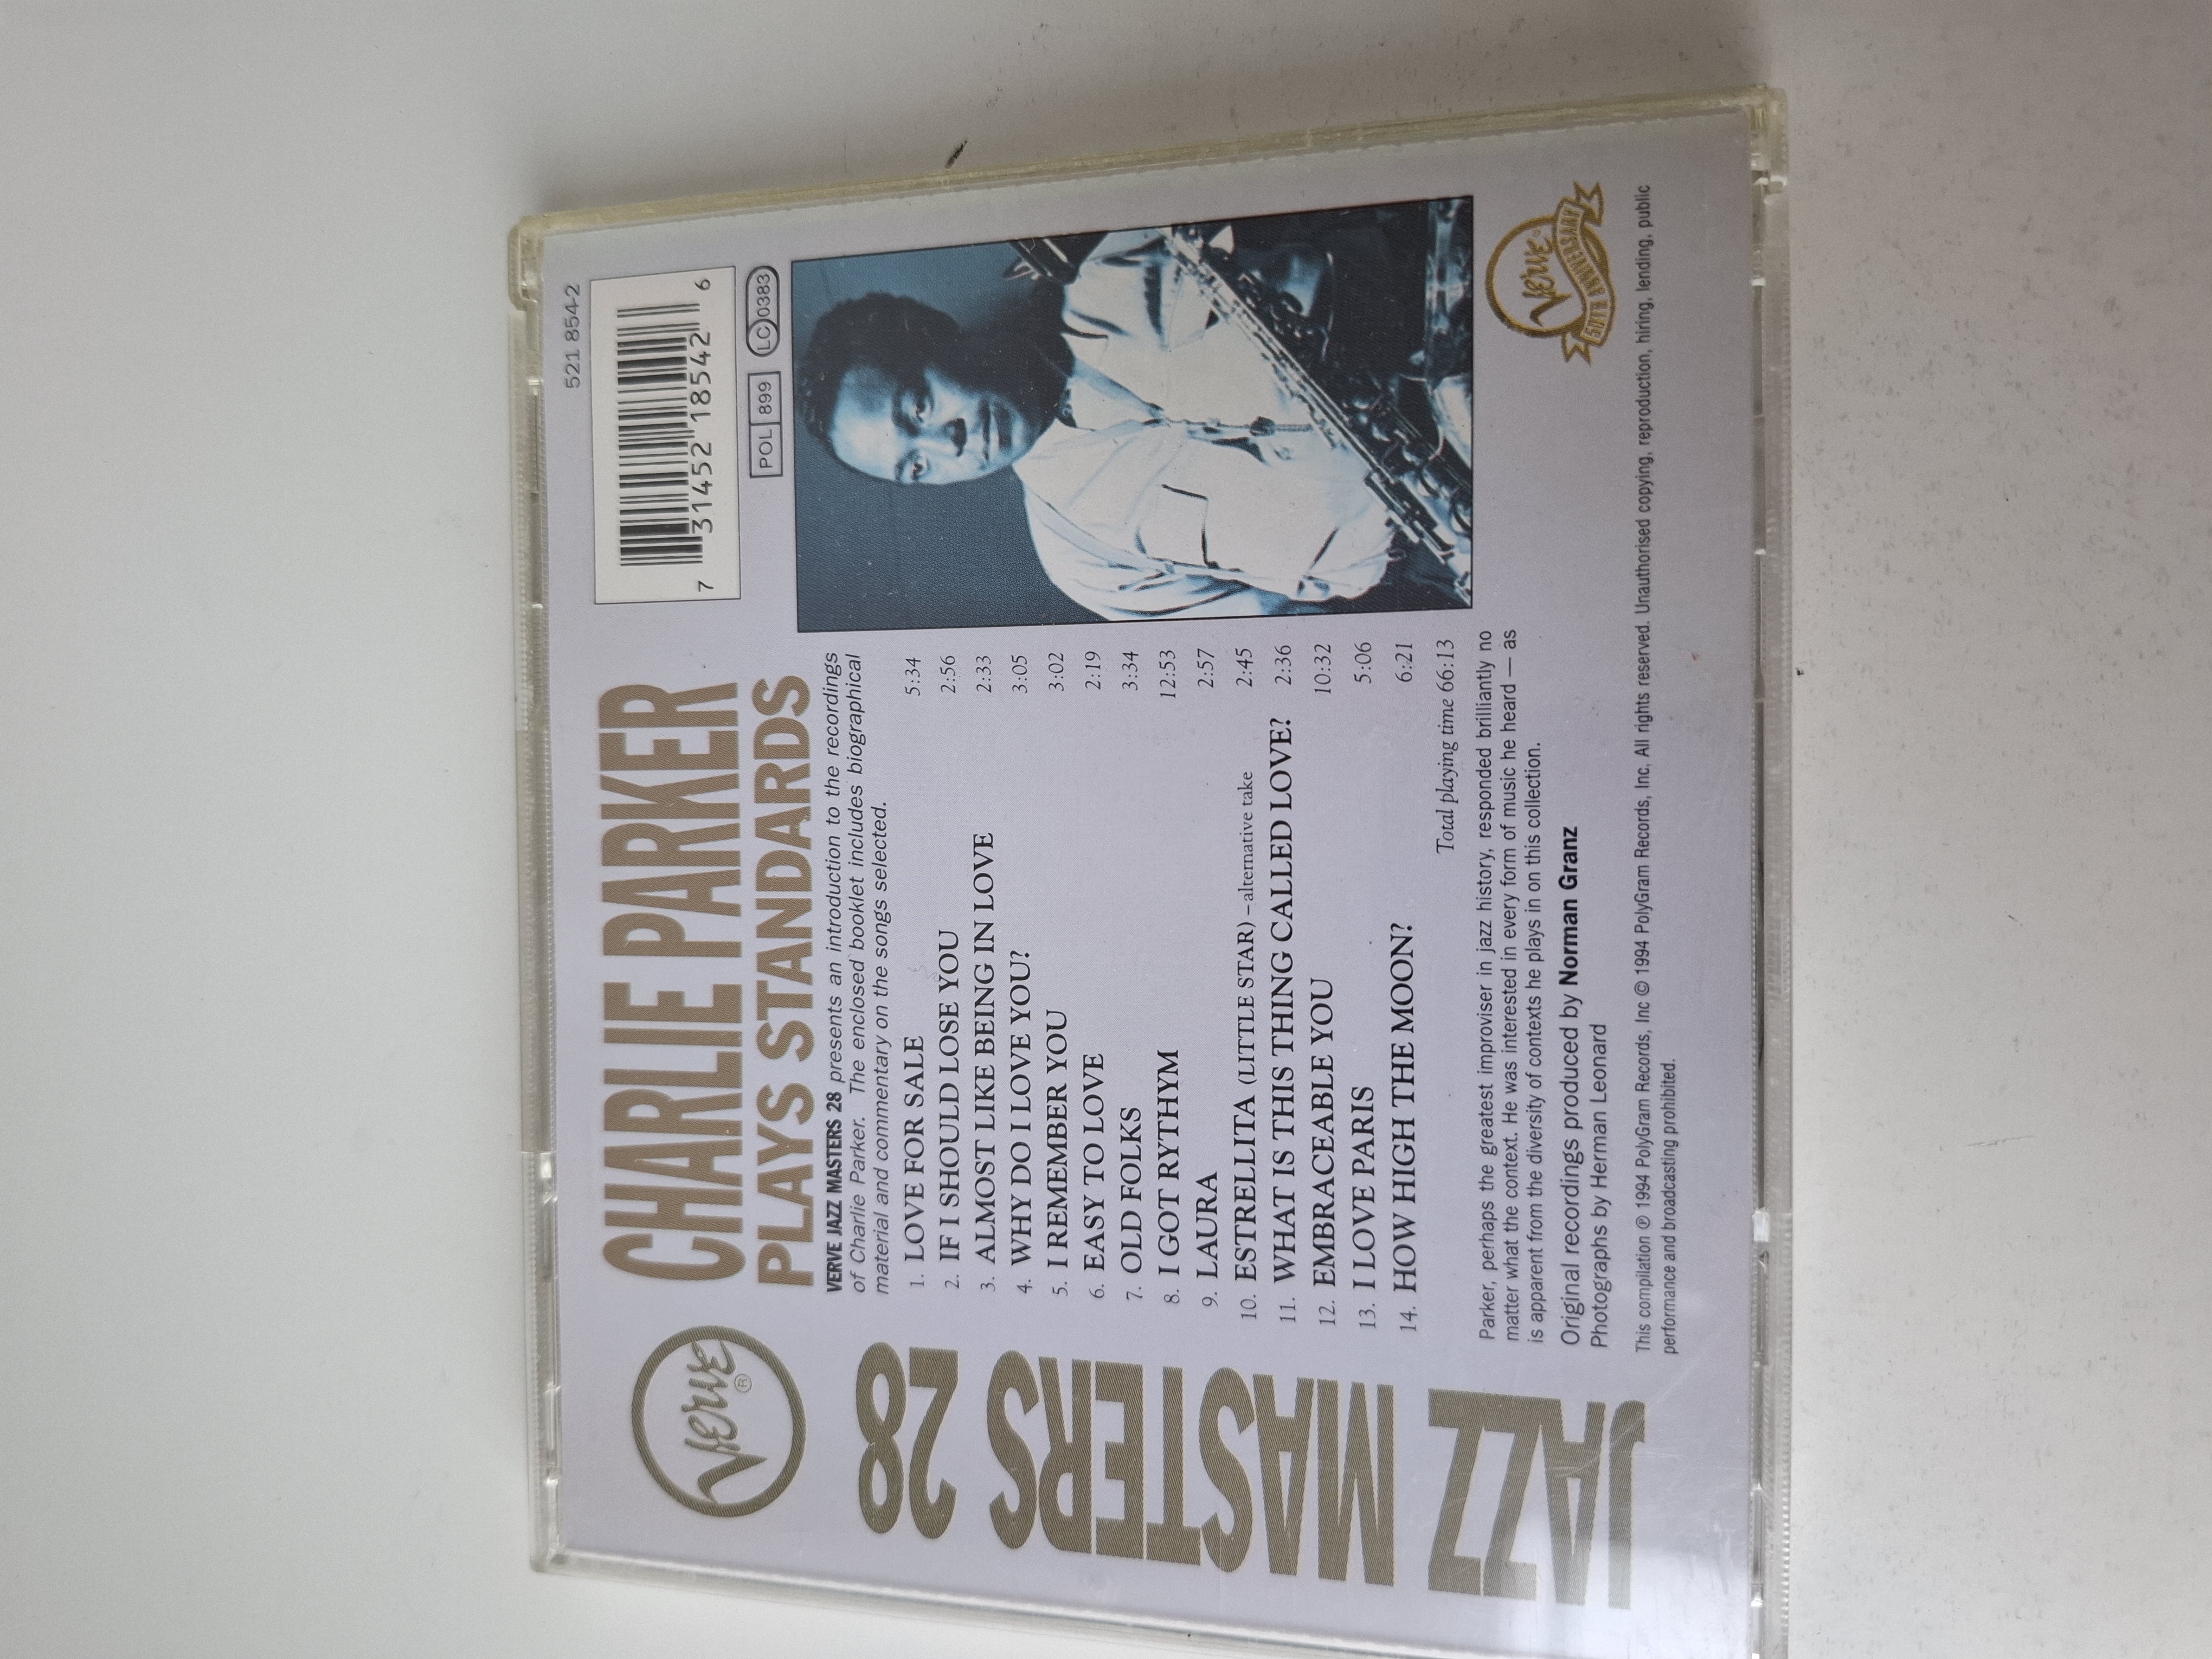 Verve ®
CHARLIE PARKER
PLAYS STANDARDS
521 854-2
7 31452 18542 6
POL 899 LC 0383
VERVE JAZZ MASTERS 28 presents an introduction to the recordings
of Charlie Parker. The enclosed booklet includes biographical
material and commentary on the songs selected.
1. LOVE FOR SALE 5:34
2. IF I SHOULD LOSE YOU 2:56
3. ALMOST LIKE BEING IN LOVE 2:33
4. WHY DO I LOVE YOU? 3:05
5. I REMEMBER YOU 3:02
6. EASY TO LOVE 2:19
7. OLD FOLKS 3:34
8. I GOT RYTHYM 12:53
9. LAURA 2:57
10. ESTRELLITA (LITTLE STAR) – alternative take 2:45
11. WHAT IS THIS THING CALLED LOVE? 2:36
12. EMBRACEABLE YOU 10:32
13. I LOVE PARIS 5:06
14. HOW HIGH THE MOON? 6:21
Total playing time 66:13
Parker, perhaps the greatest improviser in jazz history, responded brilliantly no
matter what the context. He was interested in every form of music he heard — as
is apparent from the diversity of contexts he plays in on this collection.
Original recordings produced by Norman Granz
Photographs by Herman Leonard
This compilation ℗ 1994 PolyGram Records, Inc © 1994 PolyGram Records, Inc, All rights reserved. Unauthorised copying, reproduction, hiring, lending, public
performance and broadcasting prohibited.
JAZZ
MASTERS 28
Verve ®
50TH ANNIVERSARY